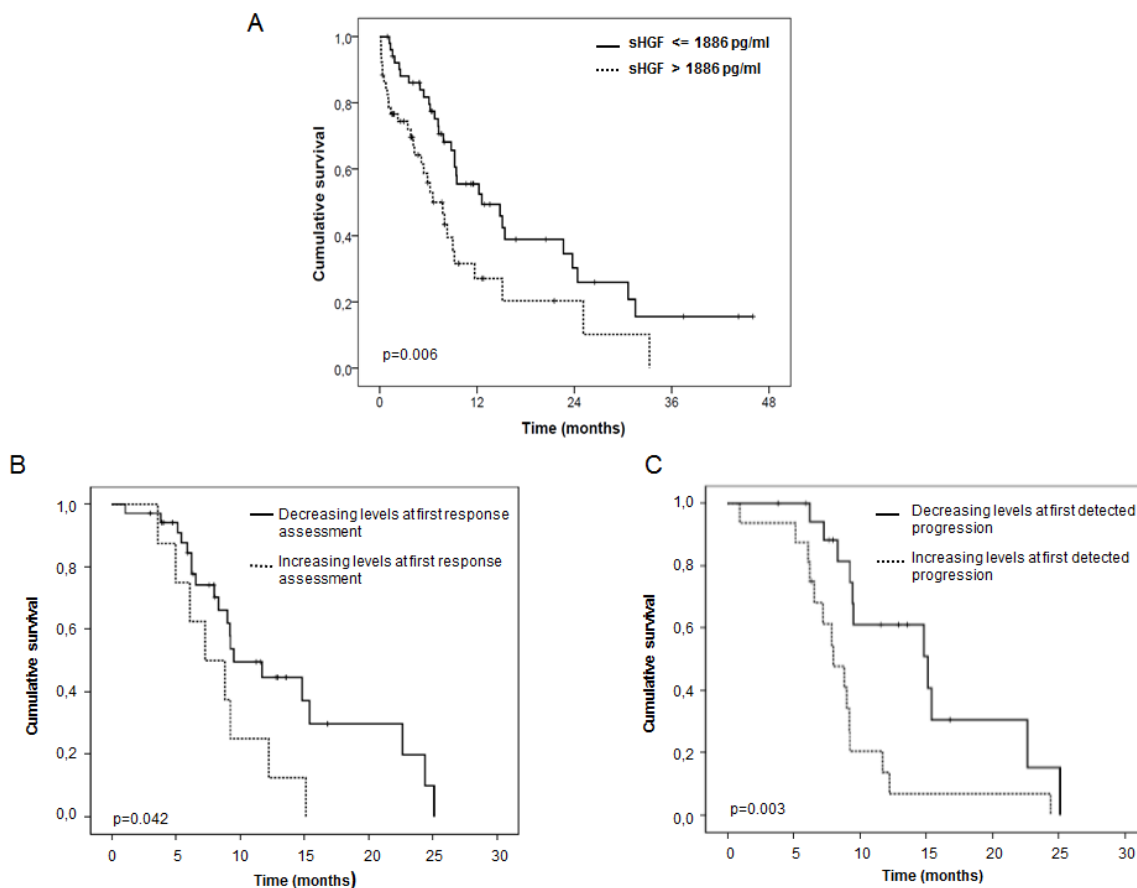 A
sHGF <= 1886 pg/ml
sHGF > 1886 pg/ml
1,0
0,8
0,6
0,4
0,2
0,0
Cumulative survival
p=0.006
0 12 24 36 48
Time (months)
B
Decreasing levels at first response
assessment
Increasing levels at first response
assessment
1,0
0,8
0,6
0,4
0,2
0,0
Cumulative survival
p=0.042
0 5 10 15 20 25 30
Time (months)
C
Decreasing levels at first detected
progression
Increasing levels at first detected
progression
1,0
0,8
0,6
0,4
0,2
0,0
Cumulative survival
p=0.003
0 5 10 15 20 25 30
Time (months)